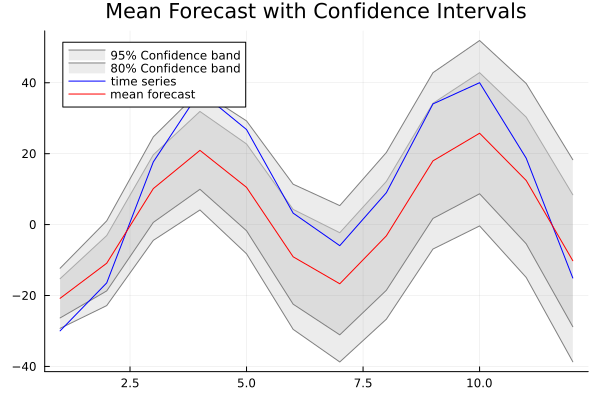 Mean Forecast with Confidence Intervals
95% Confidence band
80% Confidence band
time series
mean forecast
40
20
0
−20
−40
2.5 5.0 7.5 10.0